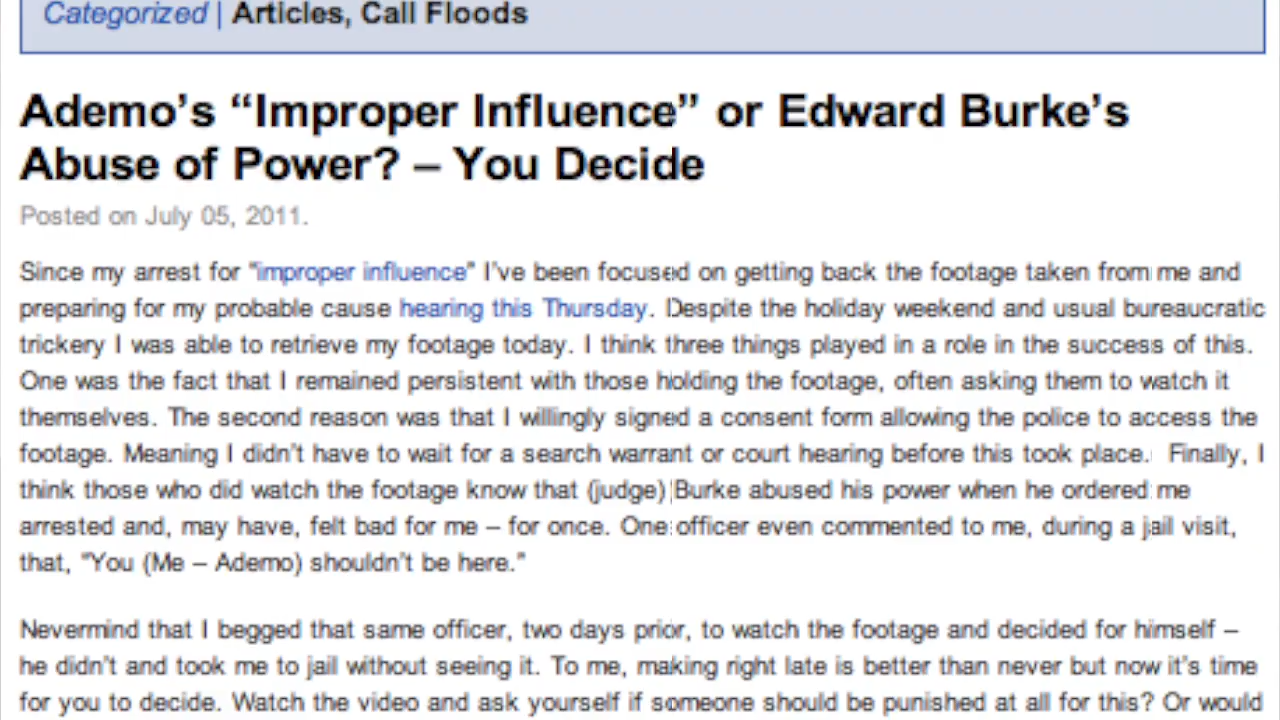 Categorized | Articles, Call Floods
Ademo's “Improper Influence” or Edward Burke's
Abuse of Power? – You Decide
Posted on July 05, 2011.
Since my arrest for "improper influence" I've been focused on getting back the footage taken from me and
preparing for my probable cause hearing this Thursday. Despite the holiday weekend and usual bureaucratic
trickery I was able to retrieve my footage today. I think three things played in a role in the success of this.
One was the fact that I remained persistent with those holding the footage, often asking them to watch it
themselves. The second reason was that I willingly signed a consent form allowing the police to access the
footage. Meaning I didn't have to wait for a search warrant or court hearing before this took place. Finally, I
think those who did watch the footage know that (judge) Burke abused his power when he ordered me
arrested and, may have, felt bad for me – for once. One officer even commented to me, during a jail visit,
that, "You (Me – Ademo) shouldn't be here."
Nevermind that I begged that same officer, two days prior, to watch the footage and decided for himself –
he didn't and took me to jail without seeing it. To me, making right late is better than never but now it's time
for you to decide. Watch the video and ask yourself if someone should be punished at all for this? Or would